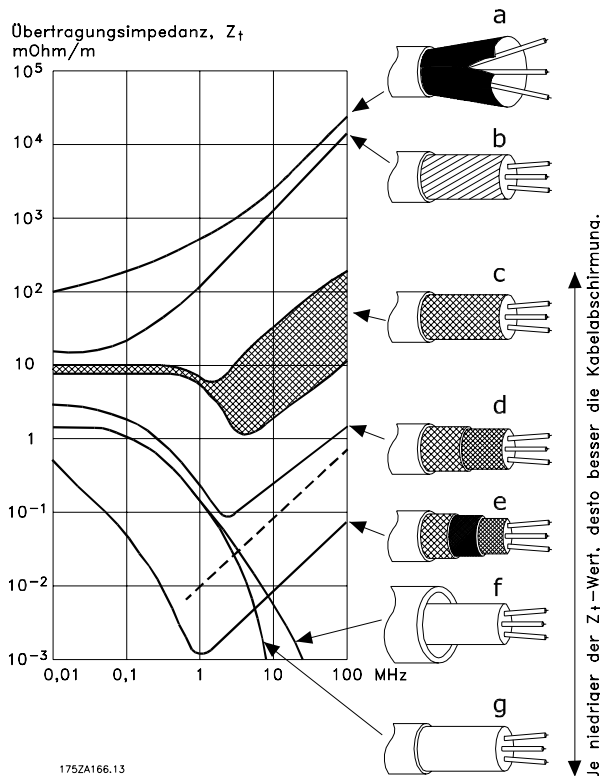 Übertragungsimpedanz, Zt
mOhm/m
10⁵
10⁴
10³
10²
10
1
10⁻¹
10⁻²
10⁻³
0,01 0,1 1 10 100 MHz
a
b
c
d
e
f
g
Je niedriger der Zt-Wert, desto besser die Kabelabschirmung.
175ZA166.13